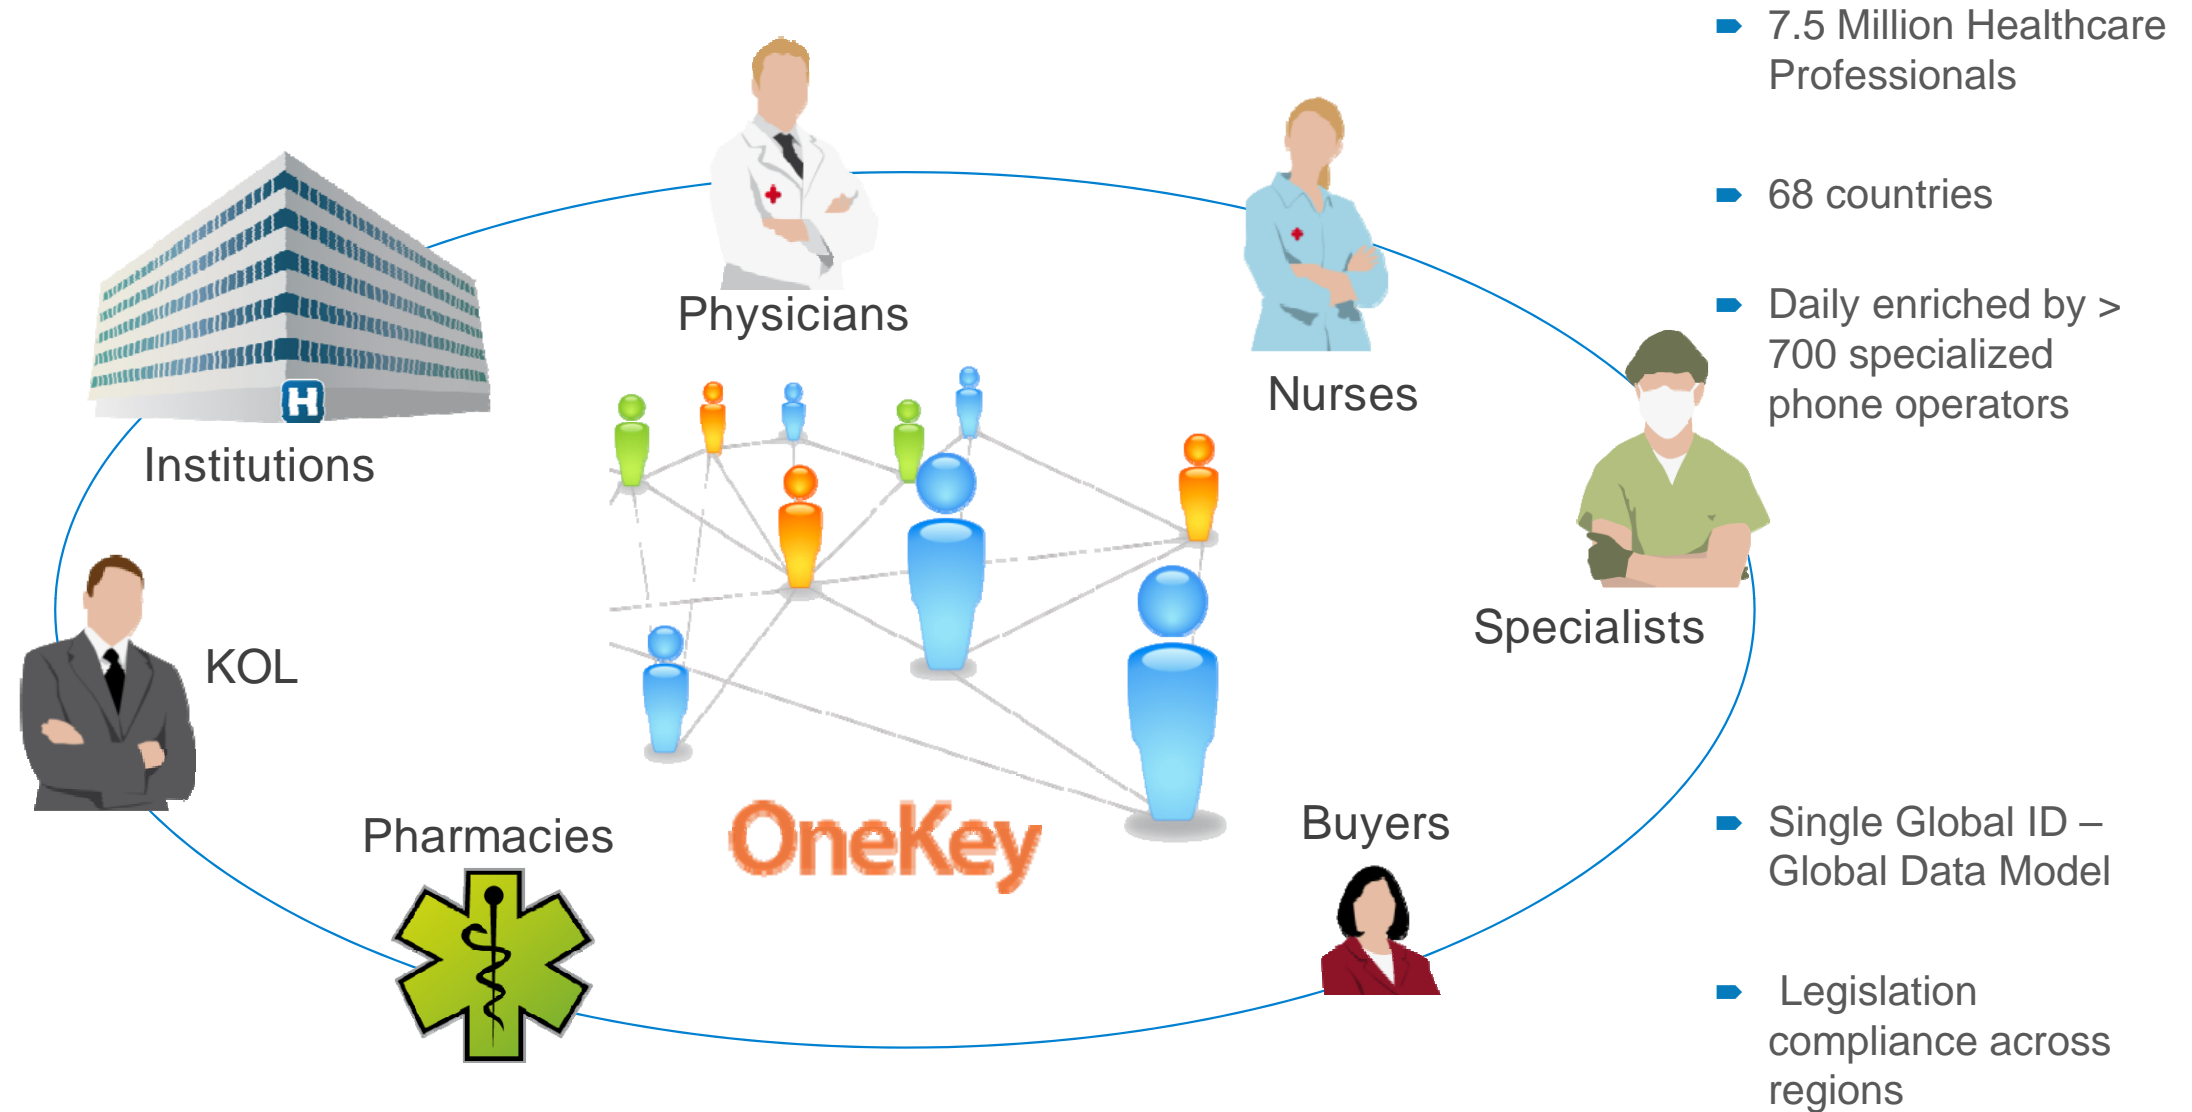 Physicians
Nurses
Institutions
Specialists
KOL
Pharmacies
Buyers
H
OneKey
7.5 Million Healthcare
Professionals
68 countries
Daily enriched by >
700 specialized
phone operators
Single Global ID –
Global Data Model
Legislation
compliance across
regions